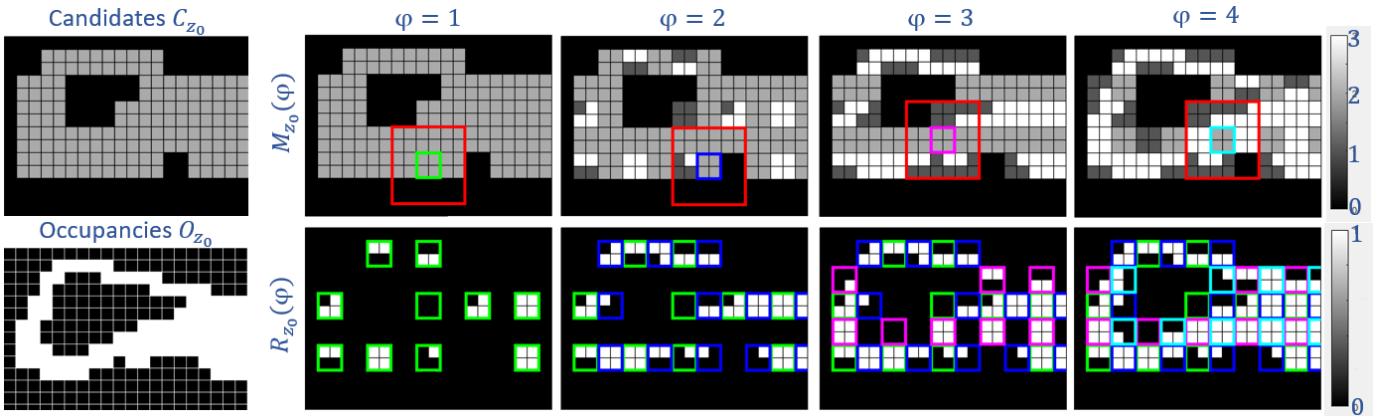 Candidates C_{z_0}
φ = 1
φ = 2
φ = 3
φ = 4
M_{z_0}(φ)
3
2
1
0
Occupancies O_{z_0}
R_{z_0}(φ)
1
0